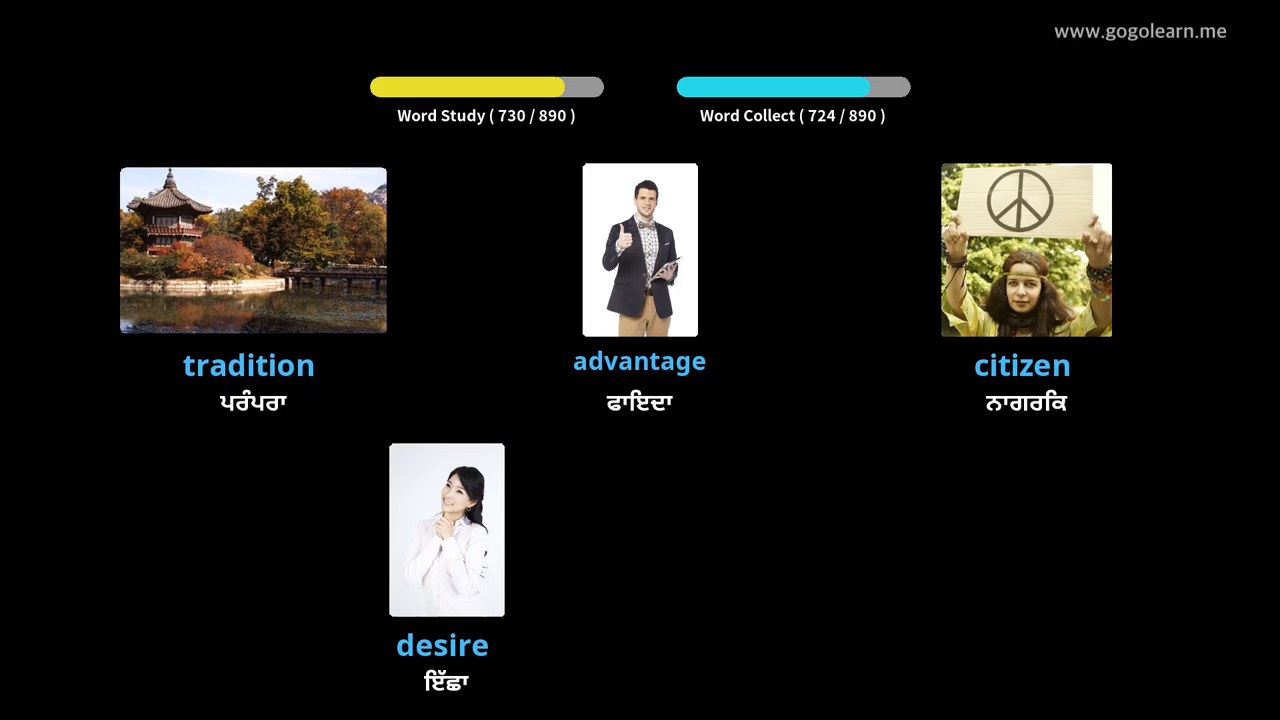 www.gogolearn.me
Word Study ( 730 / 890 )
Word Collect ( 724 / 890 )
tradition
ਪਰੰਪਰਾ
advantage
ਫਾਇਦਾ
citizen
ਨਾਗਰਕਿ
desire
ਇੱਛਾ